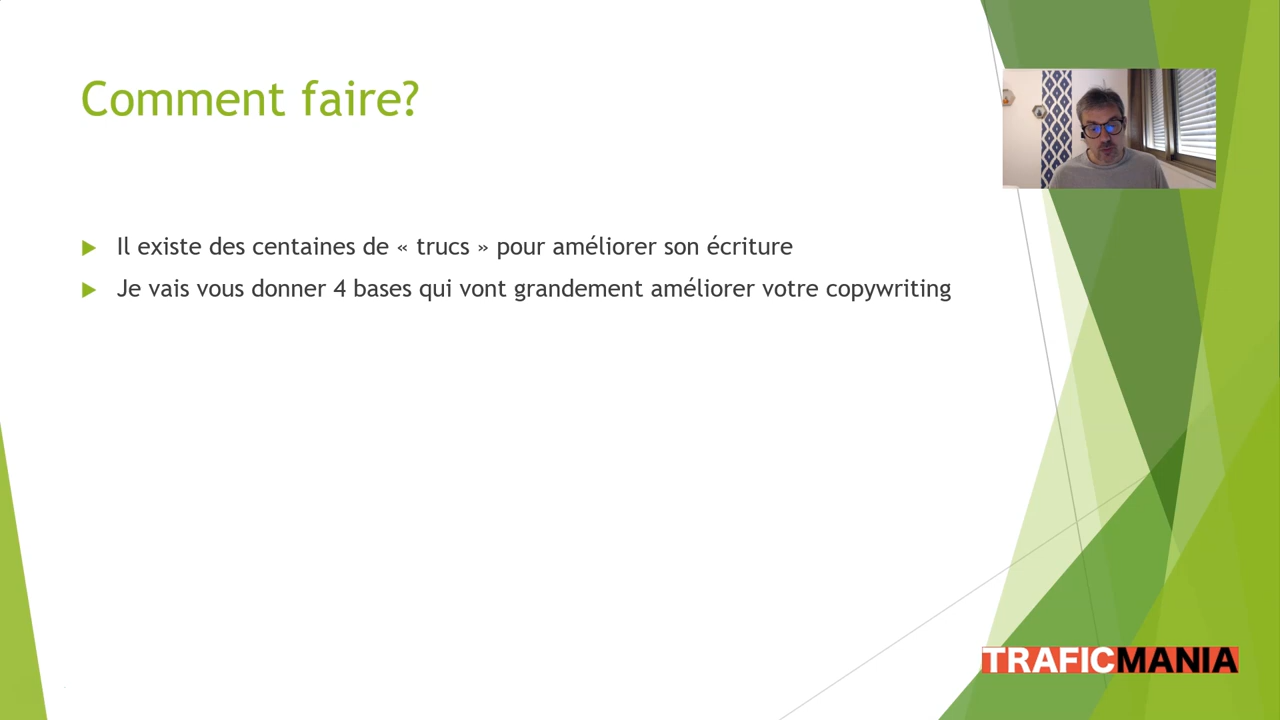 Comment faire?
Il existe des centaines de « trucs » pour améliorer son écriture
Je vais vous donner 4 bases qui vont grandement améliorer votre copywriting
TRAFICMANIA